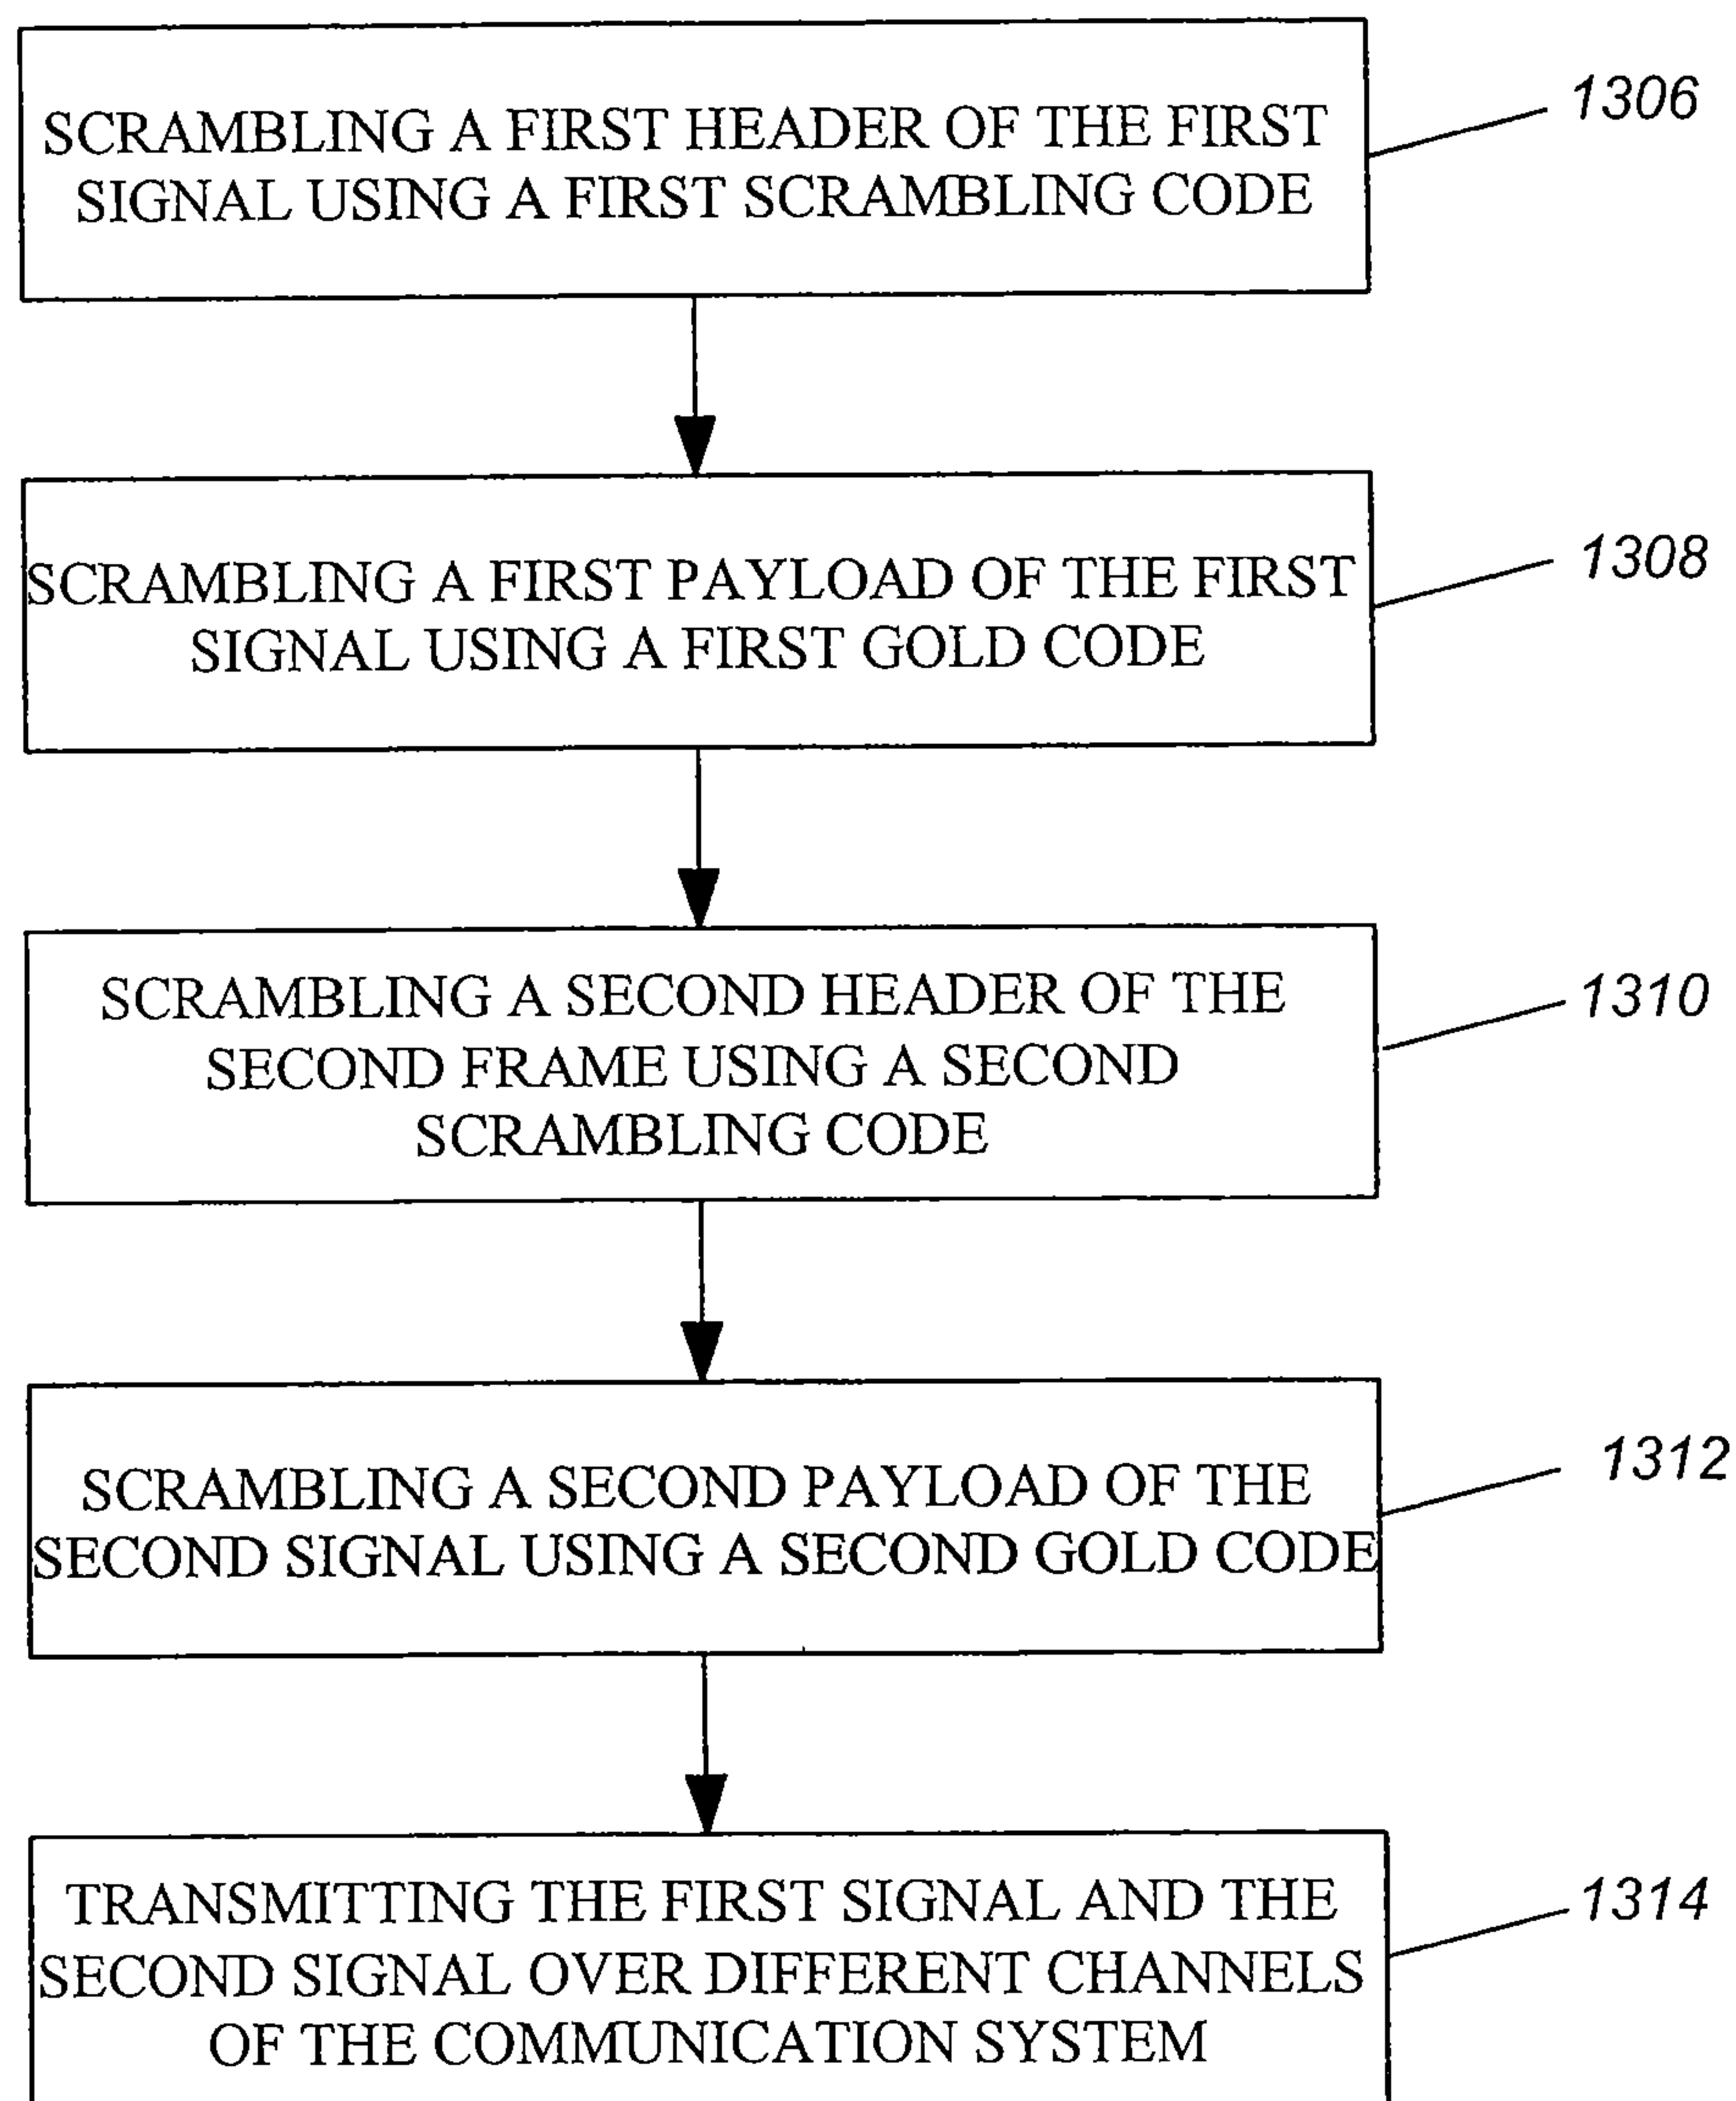 SCRAMBLING A FIRST HEADER OF THE FIRST
SIGNAL USING A FIRST SCRAMBLING CODE
1306
SCRAMBLING A FIRST PAYLOAD OF THE FIRST
SIGNAL USING A FIRST GOLD CODE
1308
SCRAMBLING A SECOND HEADER OF THE
SECOND FRAME USING A SECOND
SCRAMBLING CODE
1310
SCRAMBLING A SECOND PAYLOAD OF THE
SECOND SIGNAL USING A SECOND GOLD CODE
1312
TRANSMITTING THE FIRST SIGNAL AND THE
SECOND SIGNAL OVER DIFFERENT CHANNELS
OF THE COMMUNICATION SYSTEM
1314